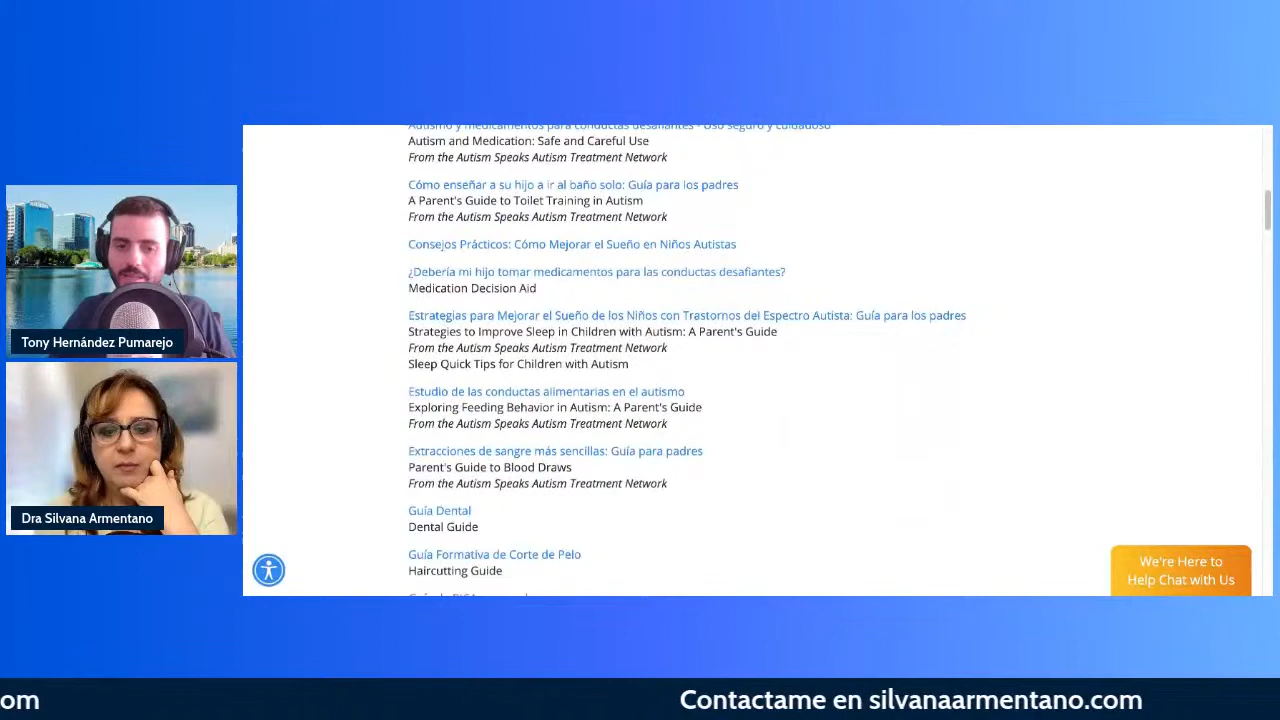 Autismo y medicamentos para conductas desafiantes - Uso seguro y cuidadoso
Autism and Medication: Safe and Careful Use
From the Autism Speaks Autism Treatment Network
Cómo enseñar a su hijo a ir al baño solo: Guía para los padres
A Parent's Guide to Toilet Training in Autism
From the Autism Speaks Autism Treatment Network
Consejos Prácticos: Cómo Mejorar el Sueño en Niños Autistas
¿Debería mi hijo tomar medicamentos para las conductas desafiantes?
Medication Decision Aid
Estrategias para Mejorar el Sueño de los Niños con Trastornos del Espectro Autista: Guía para los padres
Strategies to Improve Sleep in Children with Autism: A Parent's Guide
From the Autism Speaks Autism Treatment Network
Sleep Quick Tips for Children with Autism
Estudio de las conductas alimentarias en el autismo
Exploring Feeding Behavior in Autism: A Parent's Guide
From the Autism Speaks Autism Treatment Network
Extracciones de sangre más sencillas: Guía para padres
Parent's Guide to Blood Draws
From the Autism Speaks Autism Treatment Network
Guía Dental
Dental Guide
Guía Formativa de Corte de Pelo
Haircutting Guide
We're Here to
Help Chat with Us
Tony Hernández Pumarejo
Dra Silvana Armentano
om
Contactame en silvanaarmentano.com